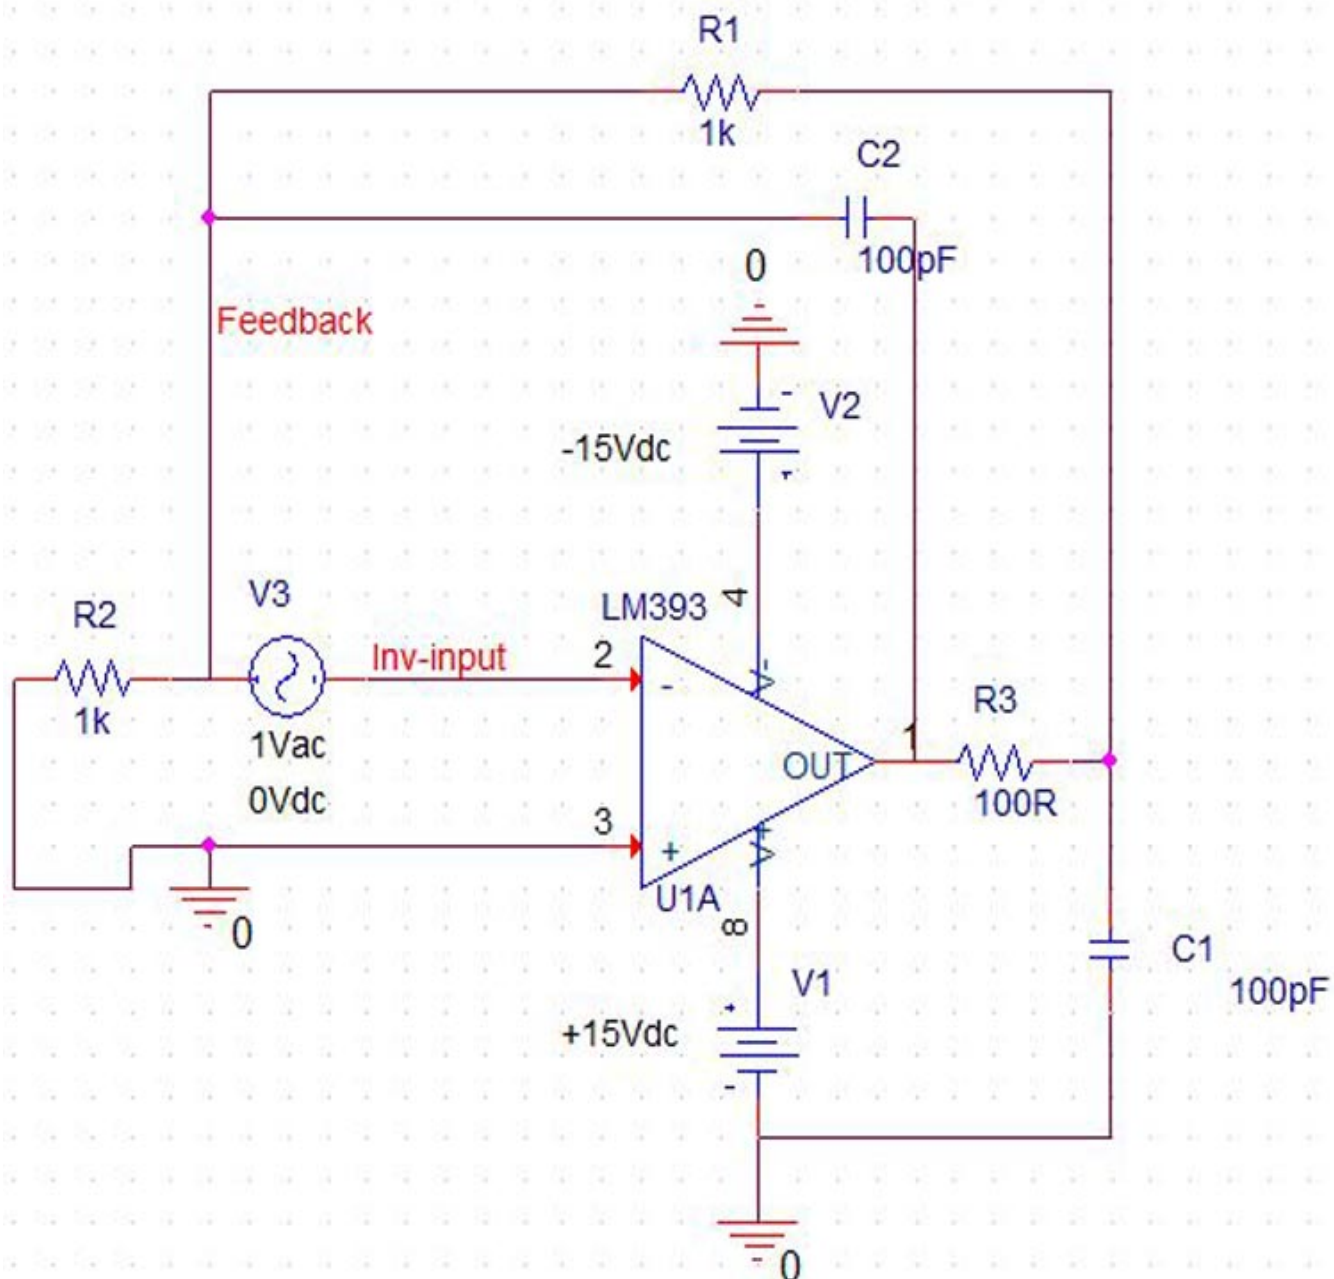 R1
1k
C2
100pF
0
Feedback
-
V2
-15Vdc
-
V3
R2
LM393
4
Inv-input
2
-
V-
1k
1Vac
R3
1
OUT
0Vdc
100R
3
+
V+
U1A
0
8
C1
V1
100pF
+
+15Vdc
-
0